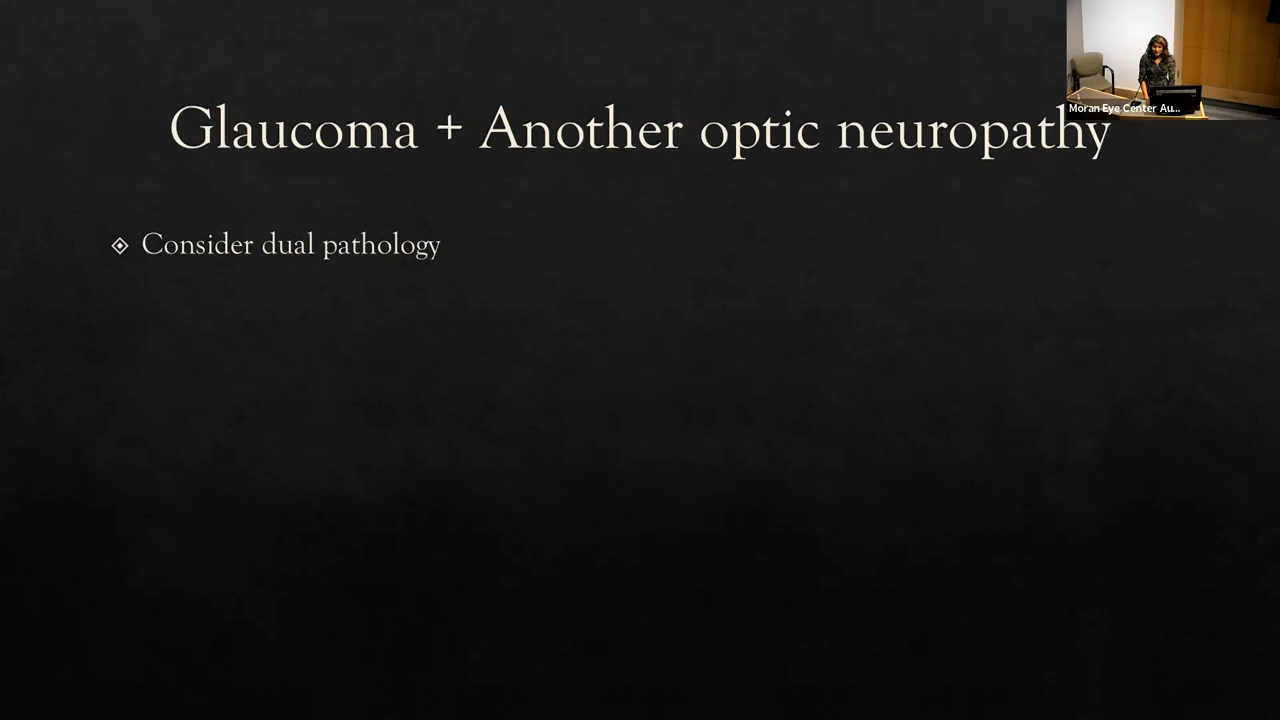 Glaucoma + Another optic neuropathy
Moran Eye Center Au...
Consider dual pathology